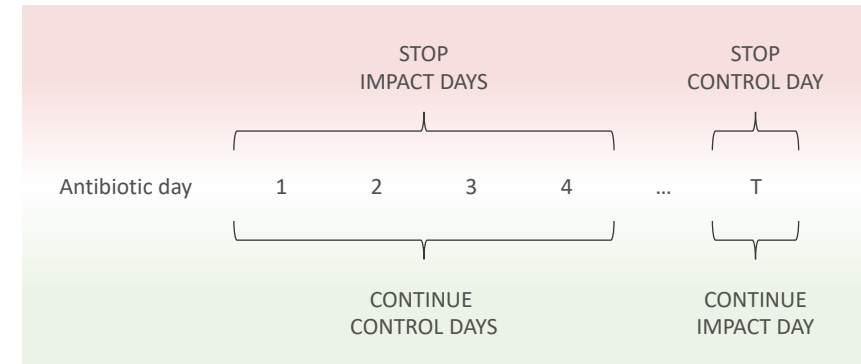 STOP
IMPACT DAYS
STOP
CONTROL DAY
Antibiotic day 1 2 3 4 ... T
CONTINUE
CONTROL DAYS
CONTINUE
IMPACT DAY